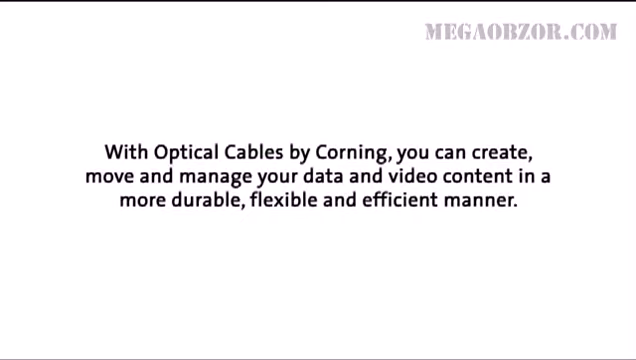 MEGAOBZOR.COM
With Optical Cables by Corning, you can create,
move and manage your data and video content in a
more durable, flexible and efficient manner.